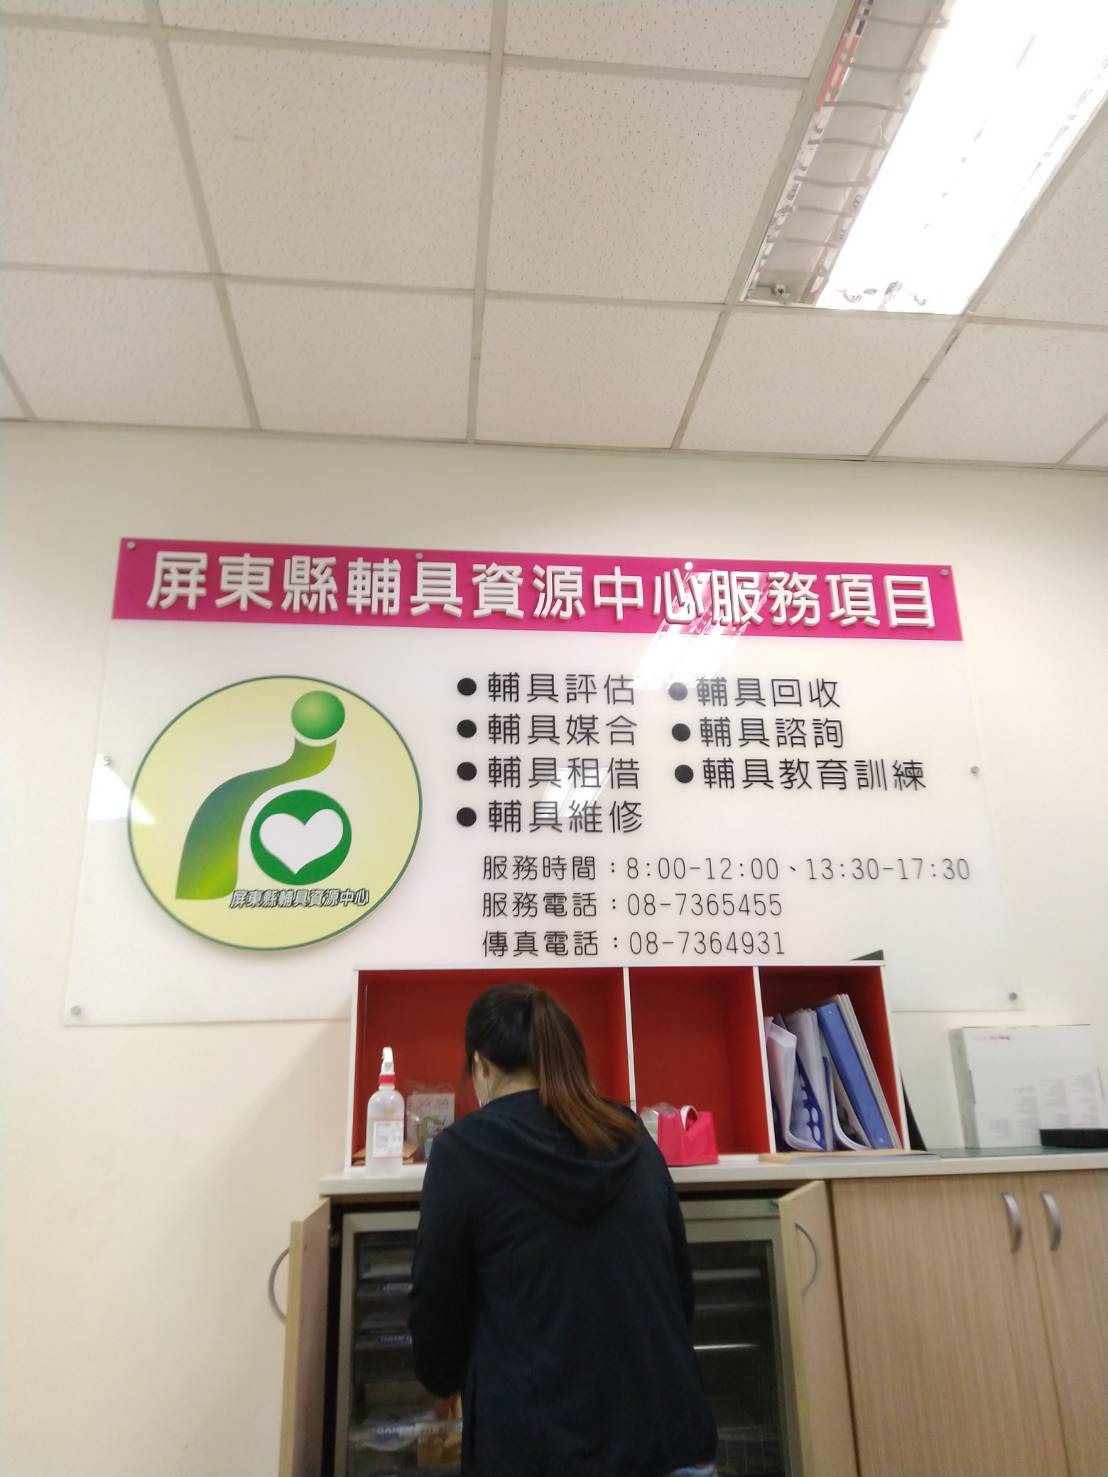 屏東縣輔具資源中心服務項目
●輔具評估 ●輔具回收
●輔具媒合 ●輔具諮詢
●輔具租借 ●輔具教育訓練
●輔具維修
服務時間：8:00-12:00、13:30-17:30
服務電話：08-7365455
傳真電話：08-7364931
屏東縣輔具資源中心